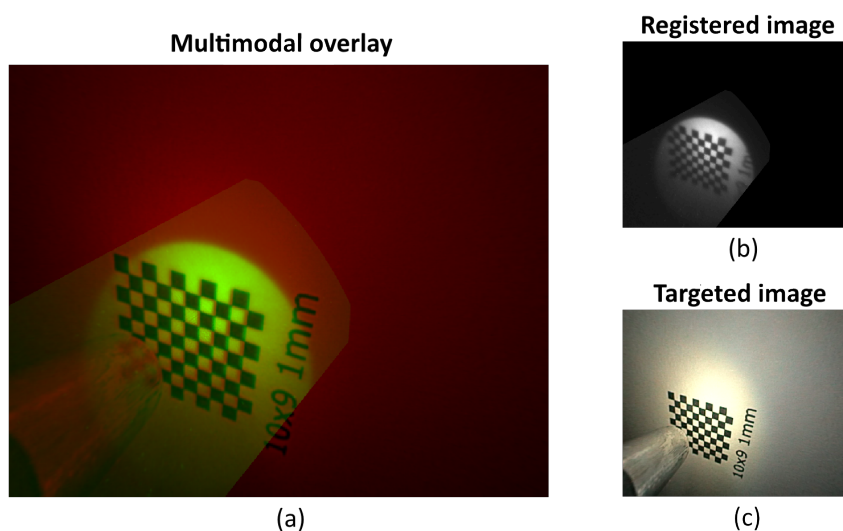 Multimodal overlay
10x9 1mm
(a)
Registered image
(b)
Targeted image
10x9 1mm
(c)